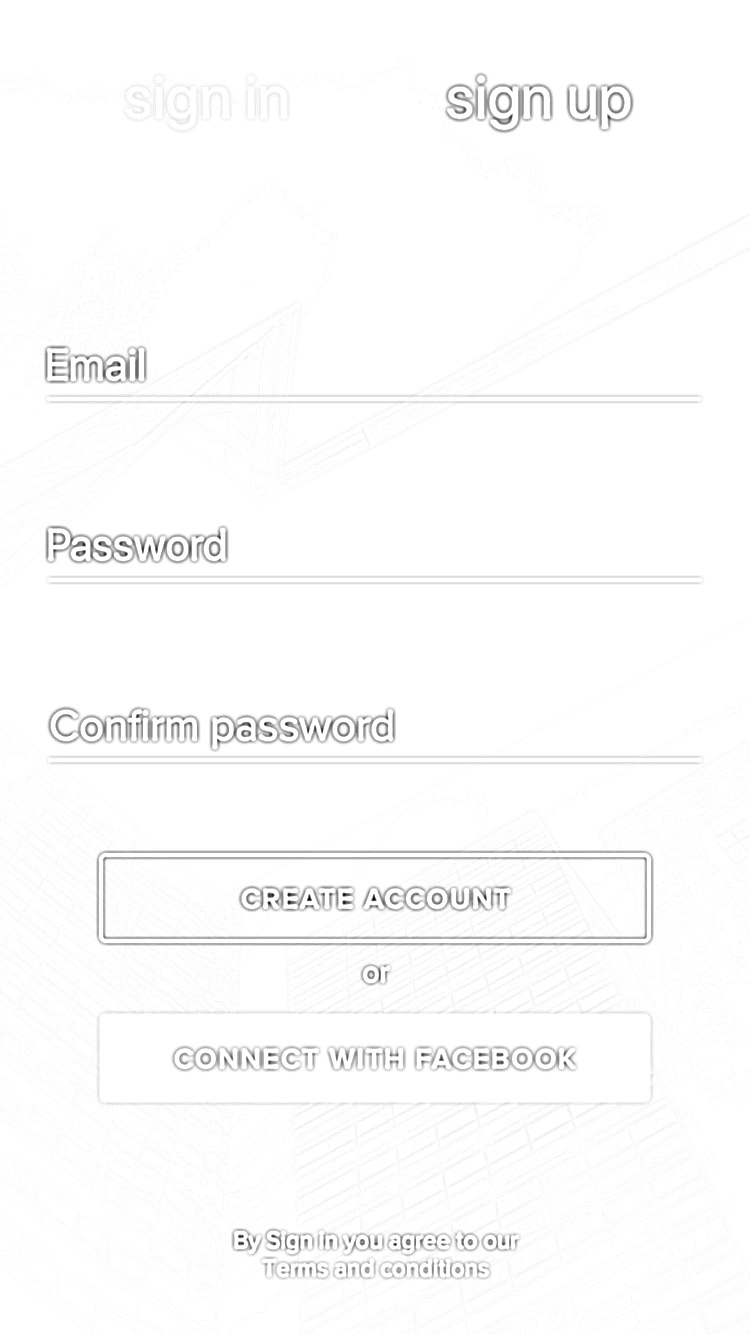 sign in sign up
Email
Password
Confirm password
CREATE ACCOUNT
or
CONNECT WITH FACEBOOK
By Sign in you agree to our
Terms and conditions